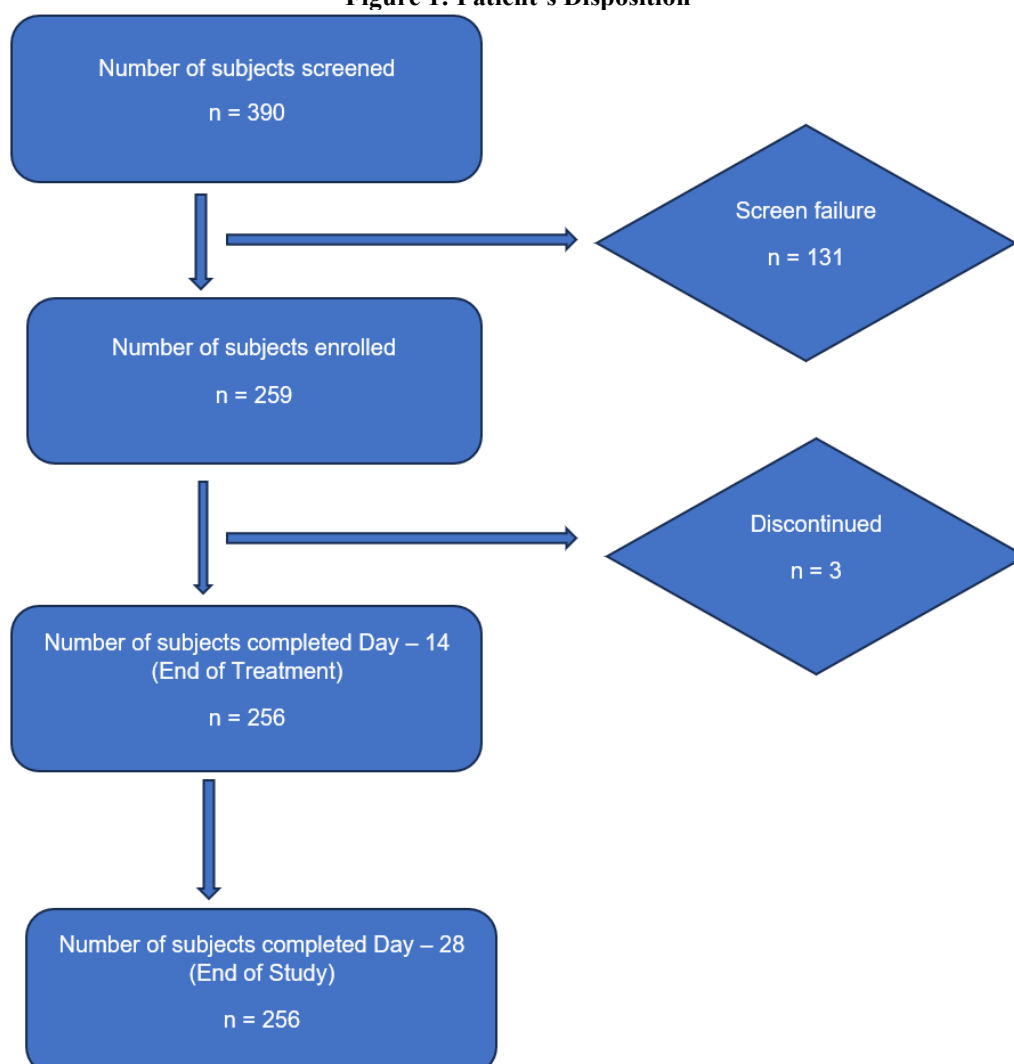 Figure 1: Patient's Disposition
Number of subjects screened
n = 390
Screen failure
n = 131
Number of subjects enrolled
n = 259
Discontinued
n = 3
Number of subjects completed Day – 14
(End of Treatment)
n = 256
Number of subjects completed Day – 28
(End of Study)
n = 256